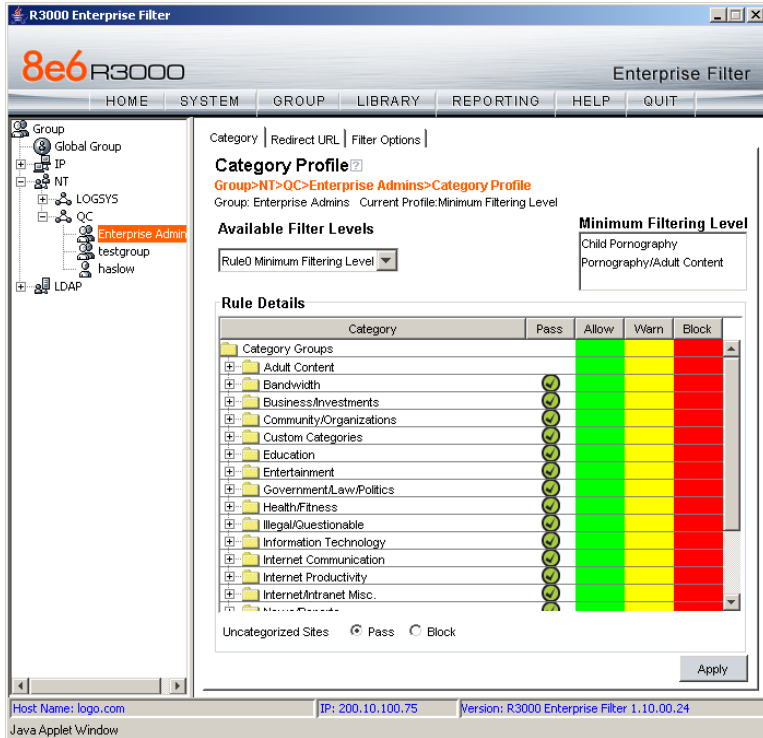 R3000 Enterprise Filter
8e6 R3000
Enterprise Filter
HOME SYSTEM GROUP LIBRARY REPORTING HELP QUIT
Group
Global Group
IP
NT
LOGSYS
QC
Enterprise Admin
testgroup
haslow
LDAP
Category Redirect URL Filter Options
Category Profile ?
Group>NT>QC>Enterprise Admins>Category Profile
Group: Enterprise Admins Current Profile:Minimum Filtering Level
Available Filter Levels
Rule0 Minimum Filtering Level
Minimum Filtering Level
Child Pornography
Pornography/Adult Content
Rule Details
Category Pass Allow Warn Block
Category Groups
Adult Content
Bandwidth
Business/Investments
Community/Organizations
Custom Categories
Education
Entertainment
Government/Law/Politics
Health/Fitness
Illegal/Questionable
Information Technology
Internet Communication
Internet Productivity
Internet/Intranet Misc.
Uncategorized Sites Pass Block
Apply
Host Name: logo.com IP: 200.10.100.75 Version: R3000 Enterprise Filter 1.10.00.24
Java Applet Window